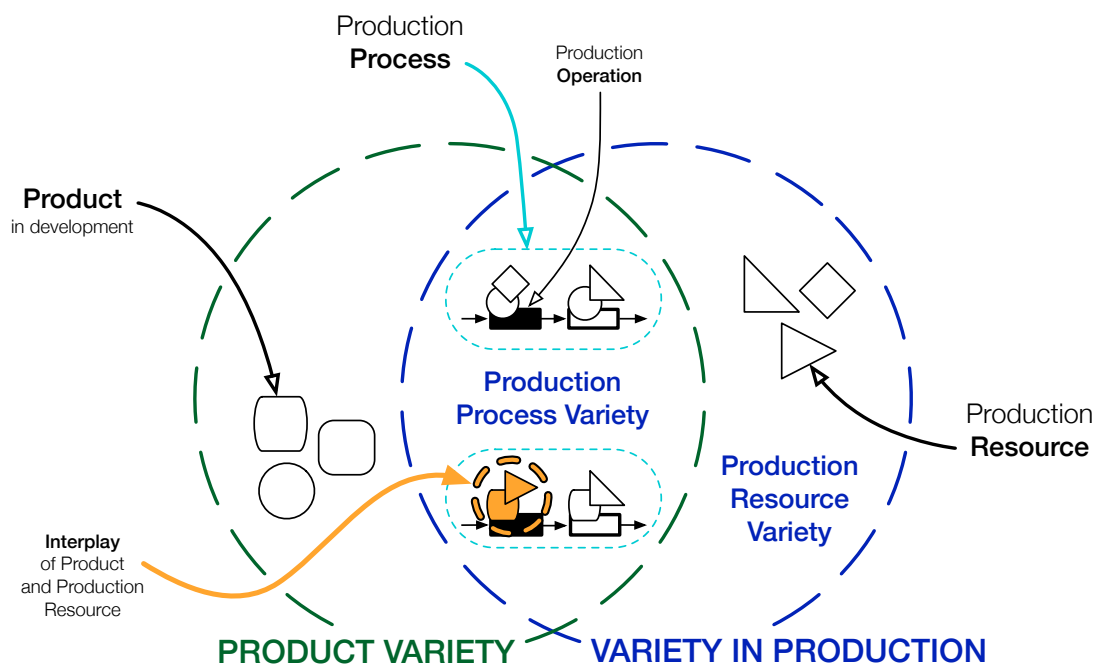 Production
Process
Production
Operation
Product
in development
Production
Process Variety
Production
Resource
Production
Resource
Variety
Interplay
of Product
and Production
Resource
PRODUCT VARIETY
VARIETY IN PRODUCTION